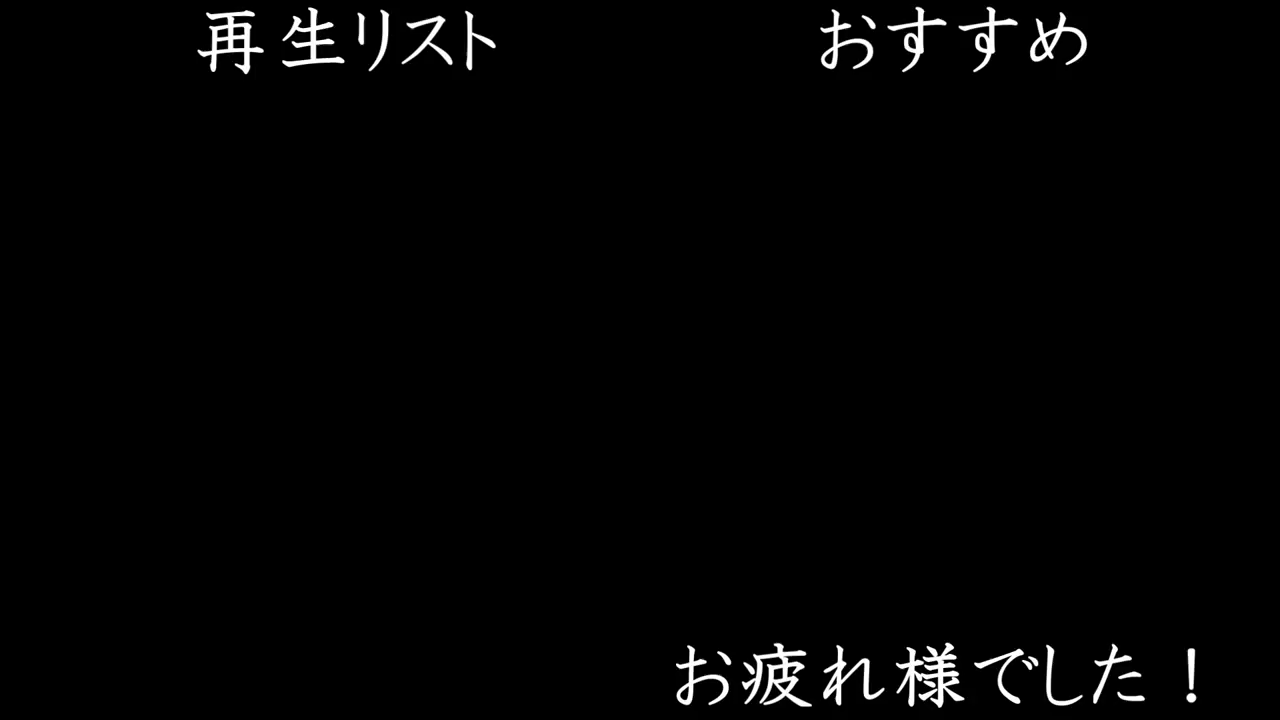 再生リスト
おすすめ
お疲れ様でした！